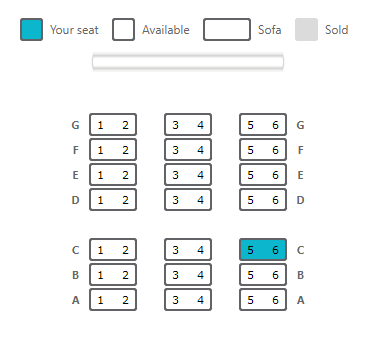 Your seat Available Sofa Sold
G 1 2 3 4 5 6 G
F 1 2 3 4 5 6 F
E 1 2 3 4 5 6 E
D 1 2 3 4 5 6 D
C 1 2 3 4 5 6 C
B 1 2 3 4 5 6 B
A 1 2 3 4 5 6 A